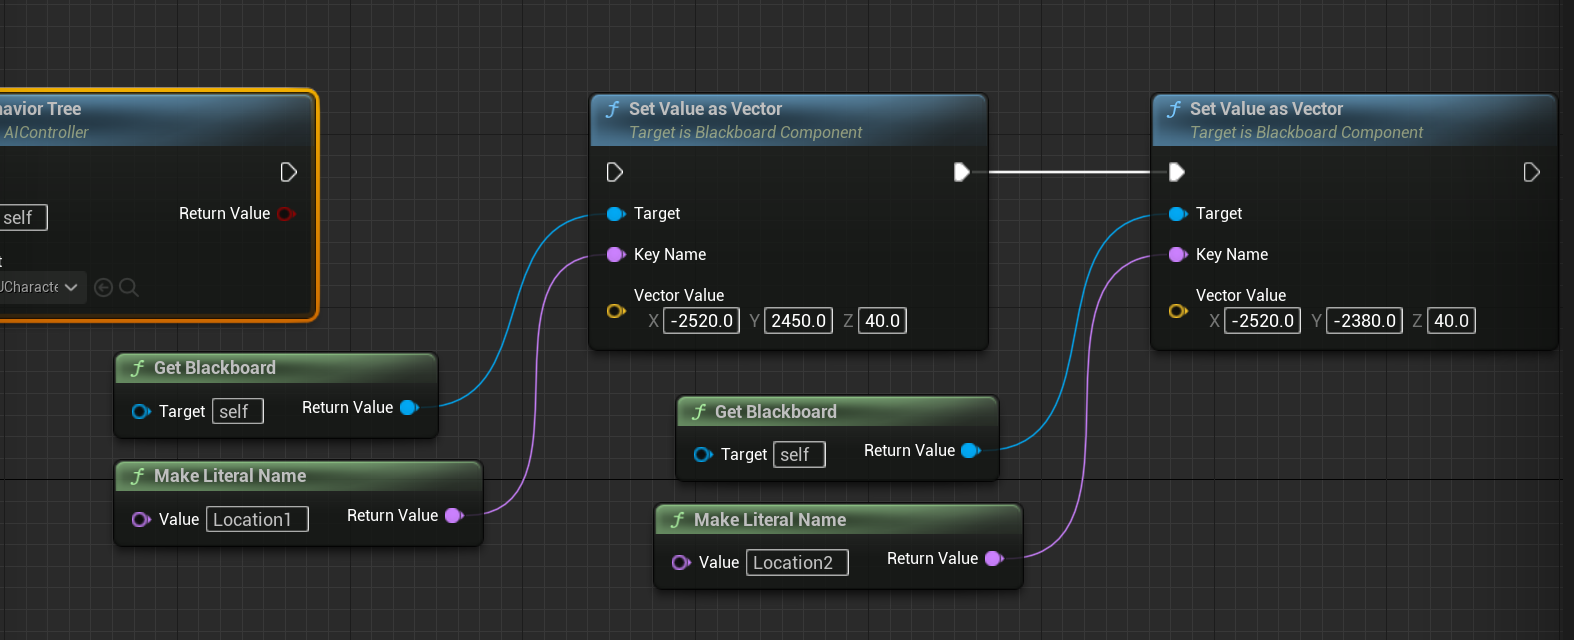 Tree
AIController
self
Return Value
f Set Value as Vector
Target is Blackboard Component
Target
Key Name
Vector Value
X -2520.0 Y 2450.0 Z 40.0
f Set Value as Vector
Target is Blackboard Component
Target
Key Name
Vector Value
X -2520.0 Y -2380.0 Z 40.0
f Get Blackboard
Target self Return Value
f Make Literal Name
Value Location1 Return Value
f Get Blackboard
Target self Return Value
f Make Literal Name
Value Location2 Return Value